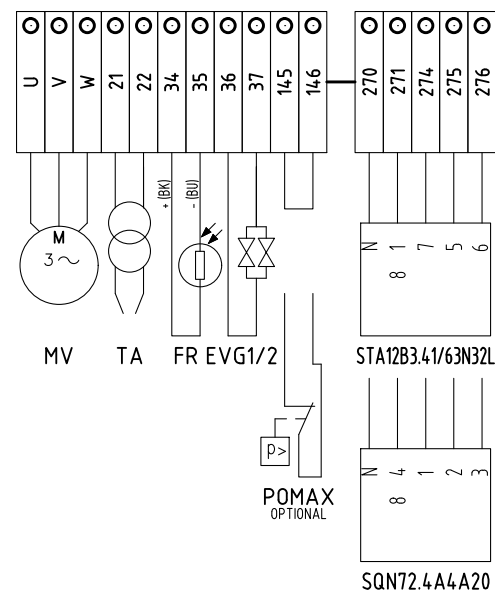 U V W 21 22 34 35 36 37 145 146 270 271 274 275 276
+ (BK)
- (BU)
M
3~
N 1 7 5 6
8
MV TA FR EVG1/2 STA12B3.41/63N32L
p>
POMAX
OPTIONAL
N 4 1 2 3
8
SQN72.4A4A20